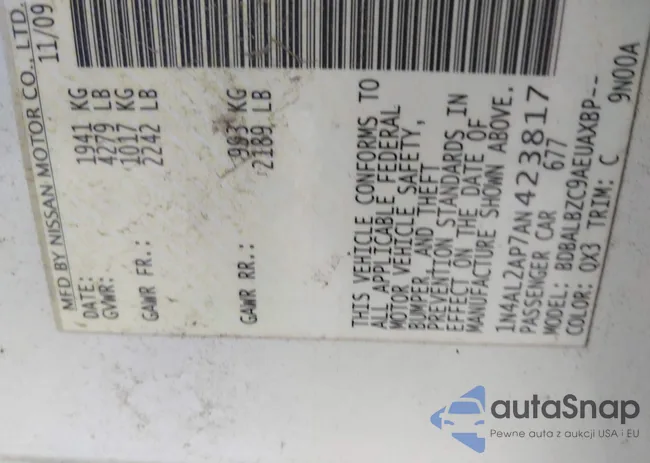 MFD BY NISSAN MOTOR CO., LTD.
DATE: 11/09
GVWR: 1941 KG
4279 LB
GAWR FR.: 1017 KG
2242 LB
GAWR RR.: 993 KG
2189 LB
THIS VEHICLE CONFORMS TO
ALL APPLICABLE FEDERAL
MOTOR VEHICLE SAFETY,
BUMPER, AND THEFT
PREVENTION STANDARDS IN
EFFECT ON THE DATE OF
MANUFACTURE SHOWN ABOVE.
1N4AL2AP7AN423817
PASSENGER CAR 677
MODEL: BDBALBZC9AEUAXBP--
COLOR: QX3 TRIM: C 9N00A
autaSnap
Pewne auta z aukcji USA i EU